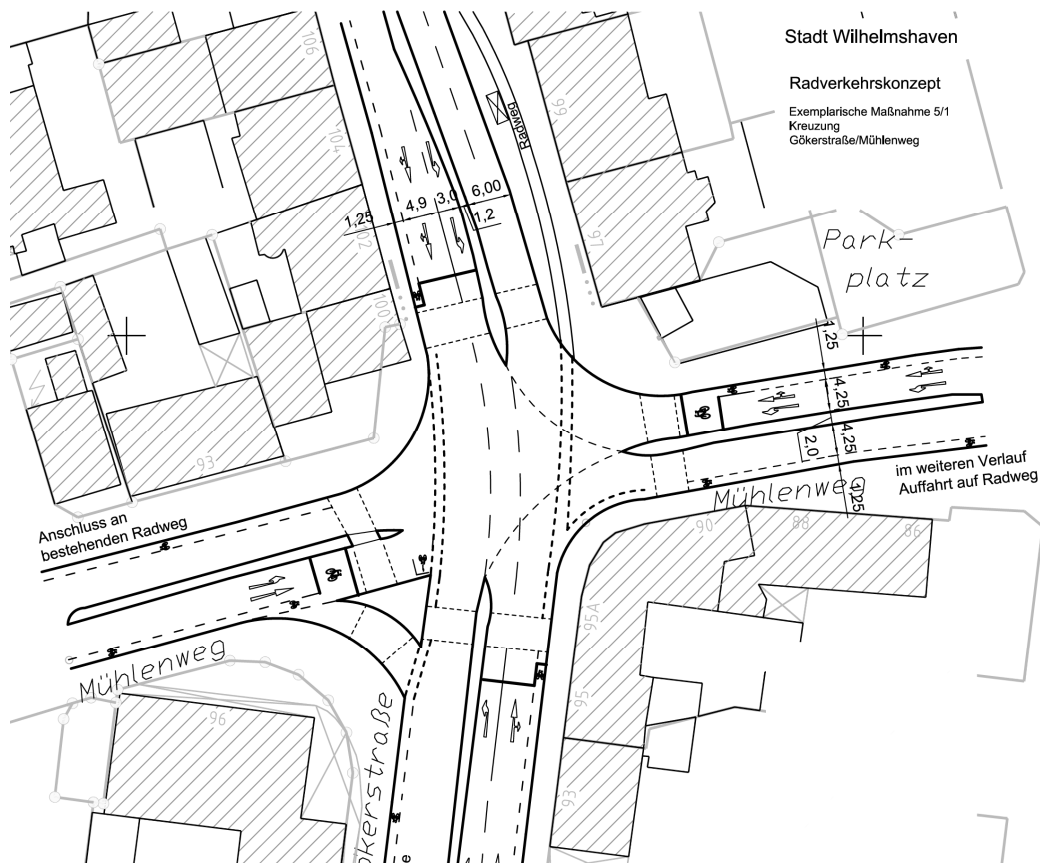 Stadt Wilhelmshaven
Radverkehrskonzept
Exemplarische Maßnahme 5/1
Kreuzung
Gökerstraße/Mühlenweg
106
104
102
100
99
97
Radweg
1,25
4,9
3,0
6,00
1,2
Park-
platz
1,25
4,25
4,25
2,0
1,25
93
Anschluss an
bestehenden Radweg
im weiteren Verlauf
Auffahrt auf Radweg
Mühlenweg
90
88
86
95A
95
93
Mühlenweg
96
okerstraße